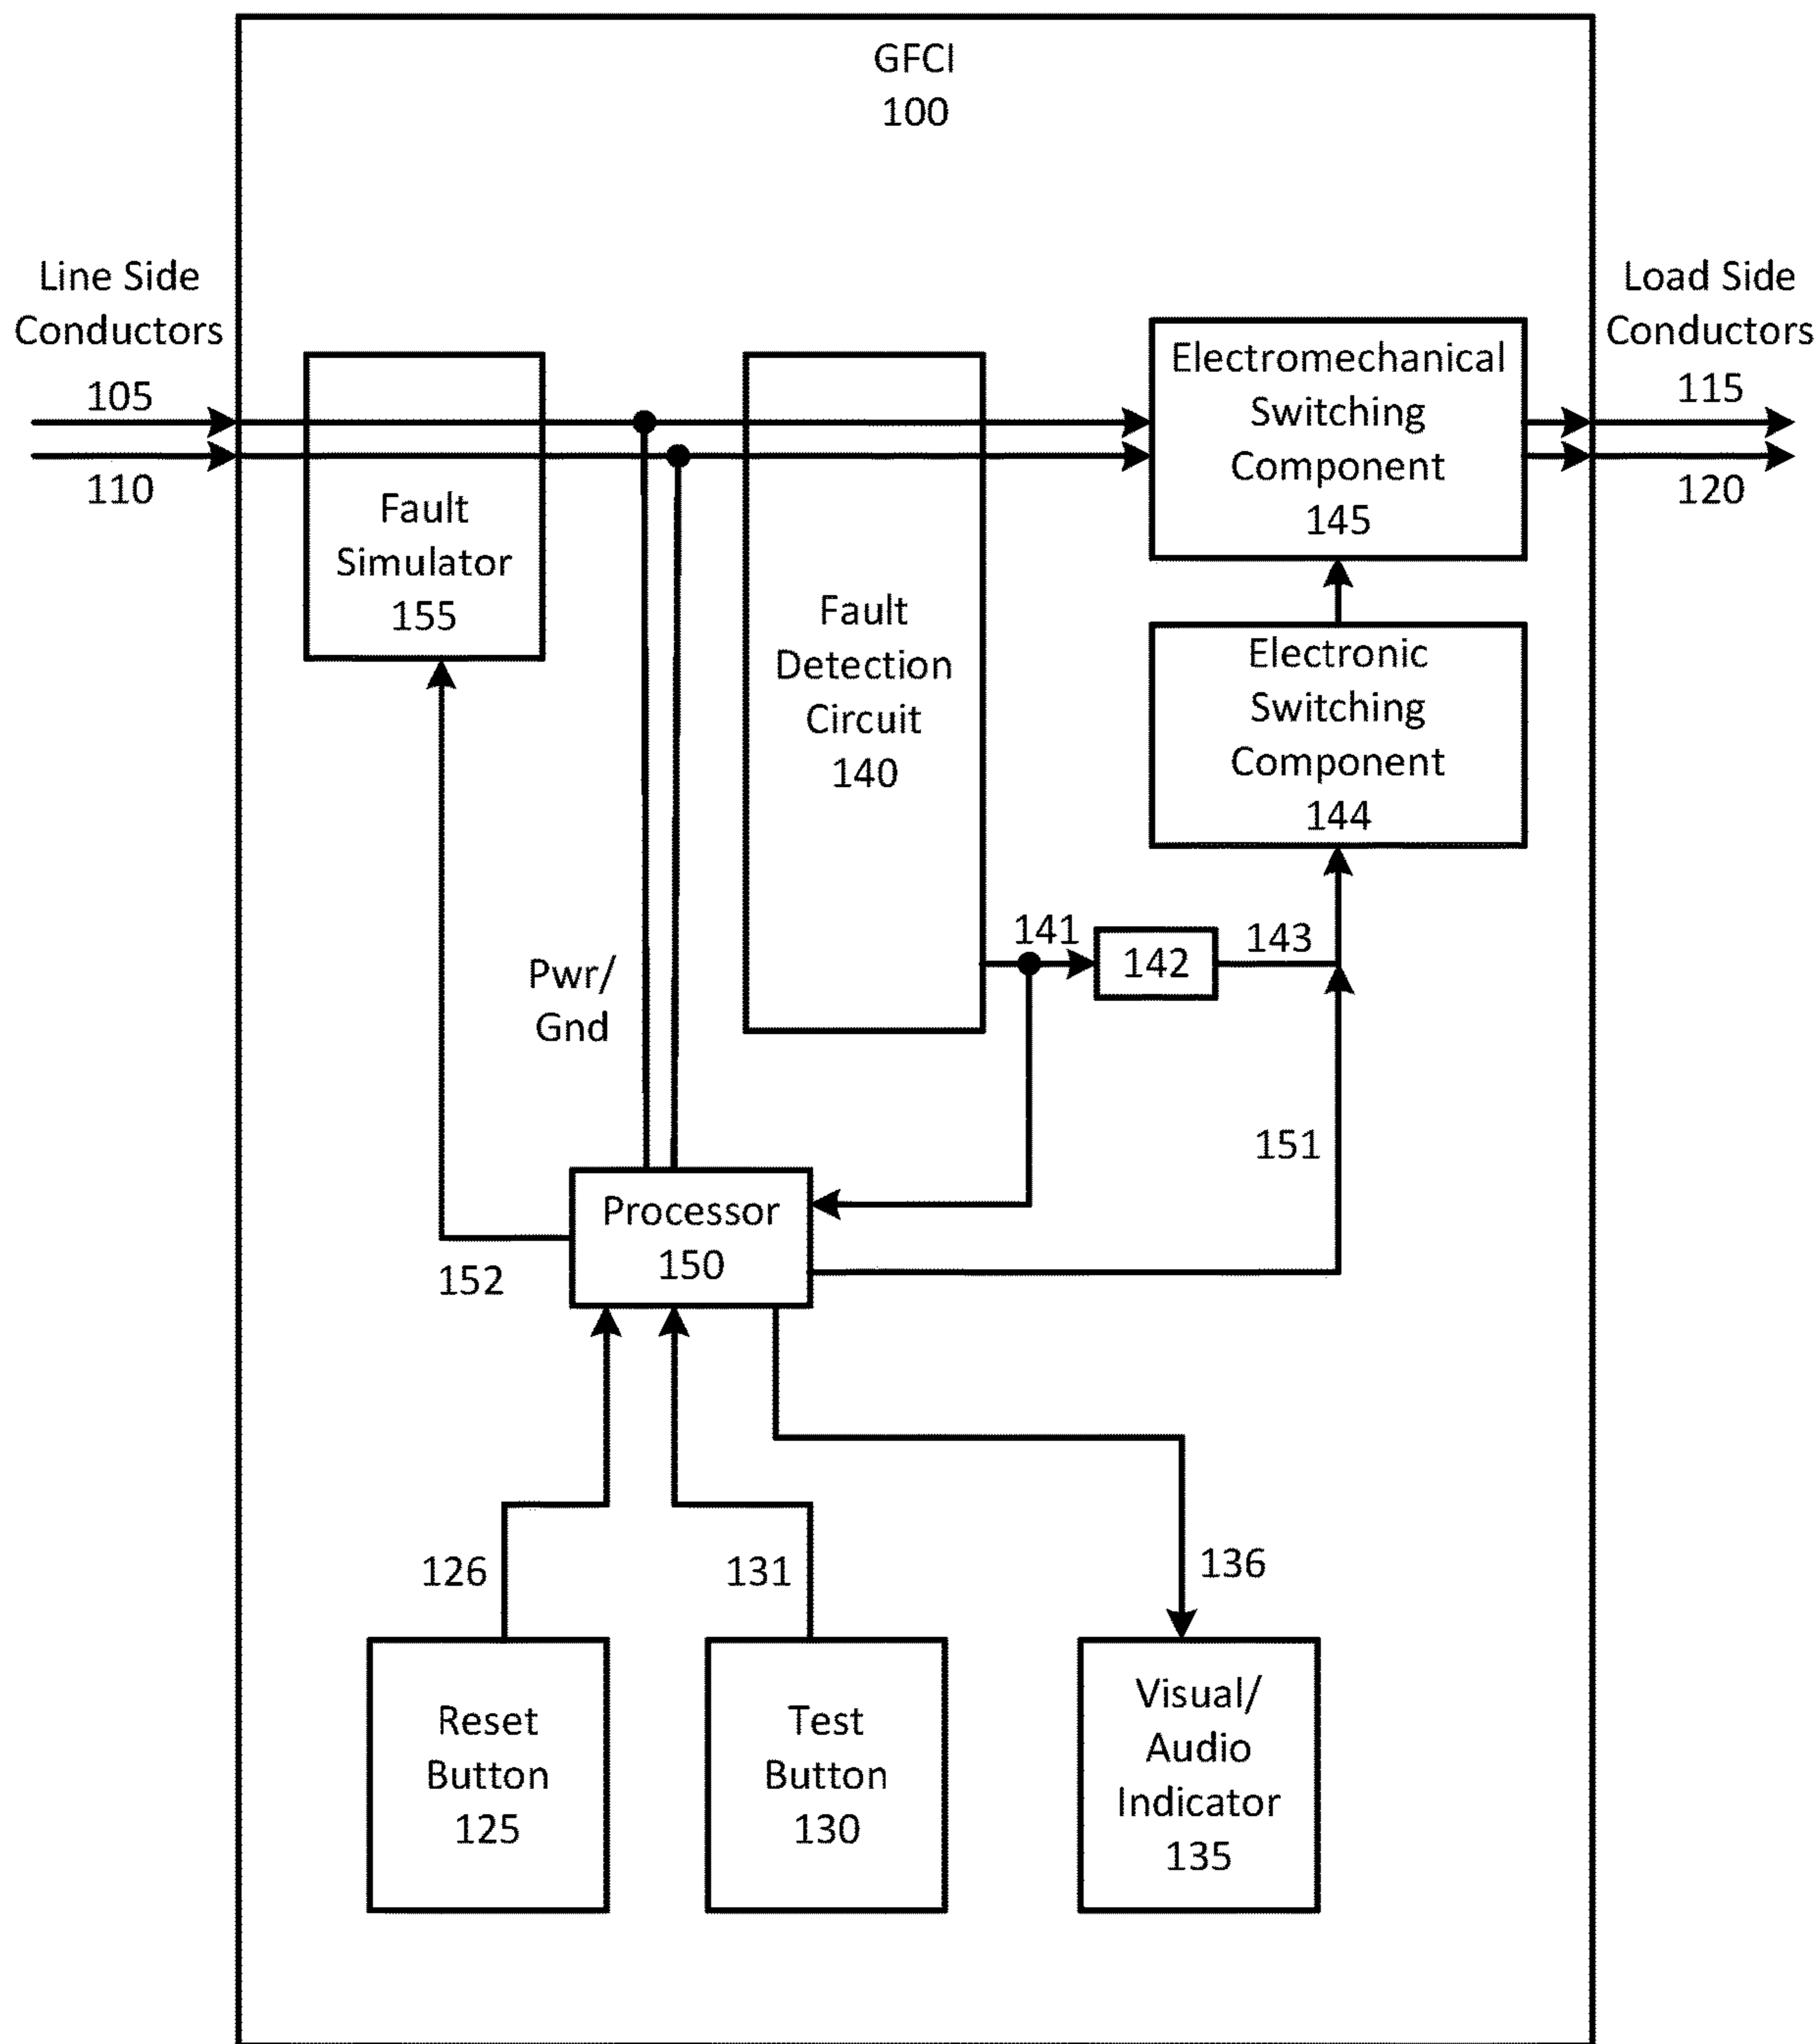 GFCI
100
Line Side
Conductors
105
110
Load Side
Conductors
115
120
Fault
Simulator
155
Fault
Detection
Circuit
140
Electromechanical
Switching
Component
145
Electronic
Switching
Component
144
141
142
143
Pwr/
Gnd
151
Processor
150
152
126
131
136
Reset
Button
125
Test
Button
130
Visual/
Audio
Indicator
135